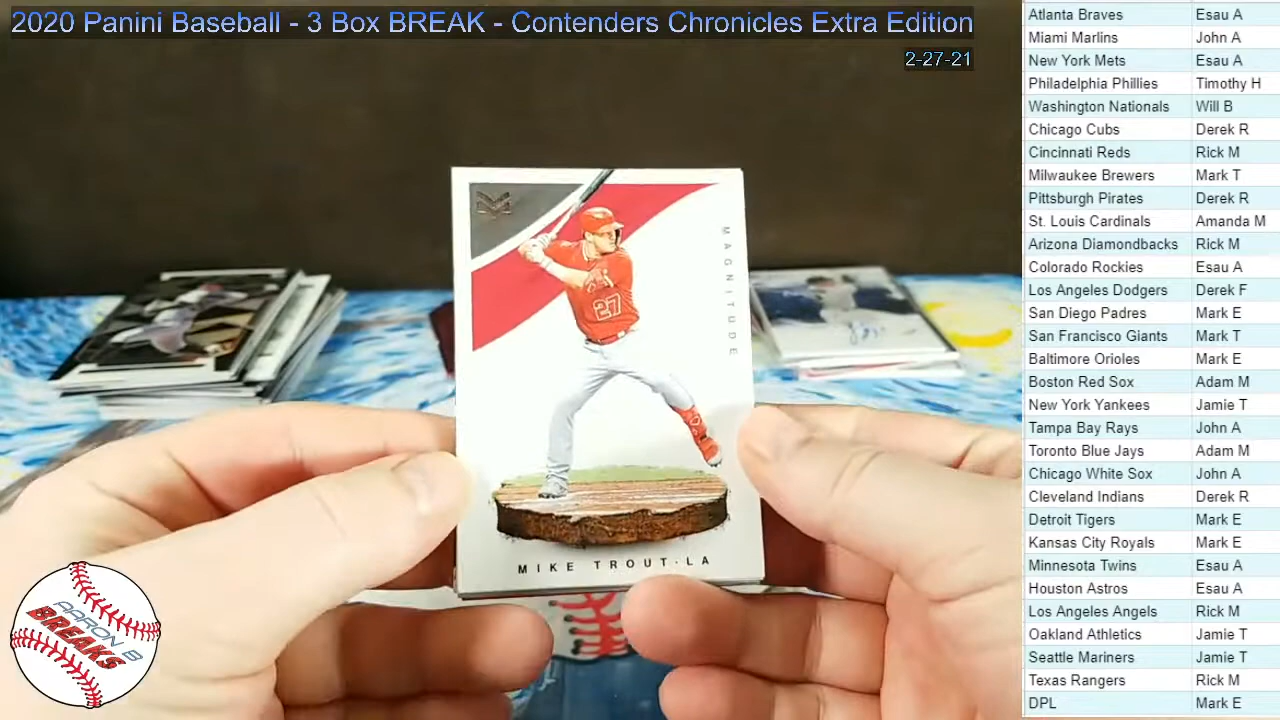 2020 Panini Baseball - 3 Box BREAK - Contenders Chronicles Extra Edition
2-27-21
MAGNITUDE
27
MIKE TROUT·LA
AARON B
BREAKS
Atlanta Braves Esau A
Miami Marlins John A
New York Mets Esau A
Philadelphia Phillies Timothy H
Washington Nationals Will B
Chicago Cubs Derek R
Cincinnati Reds Rick M
Milwaukee Brewers Mark T
Pittsburgh Pirates Derek R
St. Louis Cardinals Amanda M
Arizona Diamondbacks Rick M
Colorado Rockies Esau A
Los Angeles Dodgers Derek F
San Diego Padres Mark E
San Francisco Giants Mark T
Baltimore Orioles Mark E
Boston Red Sox Adam M
New York Yankees Jamie T
Tampa Bay Rays John A
Toronto Blue Jays Adam M
Chicago White Sox John A
Cleveland Indians Derek R
Detroit Tigers Mark E
Kansas City Royals Mark E
Minnesota Twins Esau A
Houston Astros Esau A
Los Angeles Angels Rick M
Oakland Athletics Jamie T
Seattle Mariners Jamie T
Texas Rangers Rick M
DPL Mark E